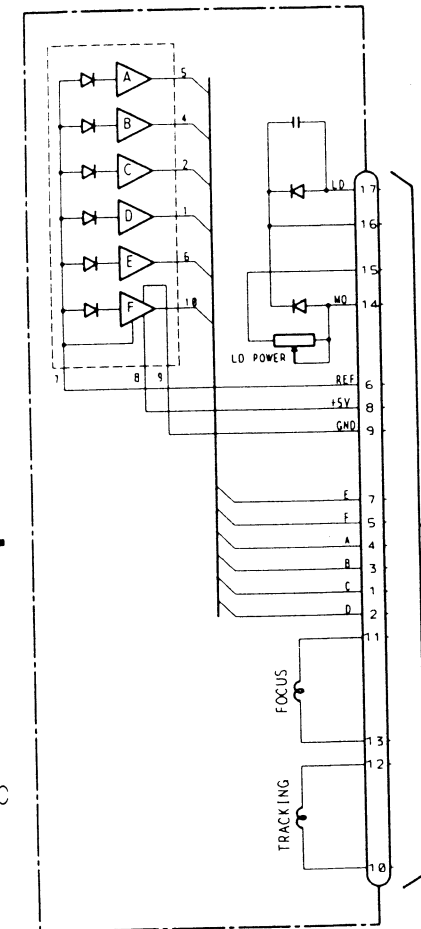 A 5
B 4
C 2
D 1
E 6
F 10
7 8 9
LD 17
16
15
MO 14
LD POWER
REF 6
+5V 8
GND 9
E 7
F 5
A 4
B 3
C 1
D 2
11
FOCUS
13
12
TRACKING
10